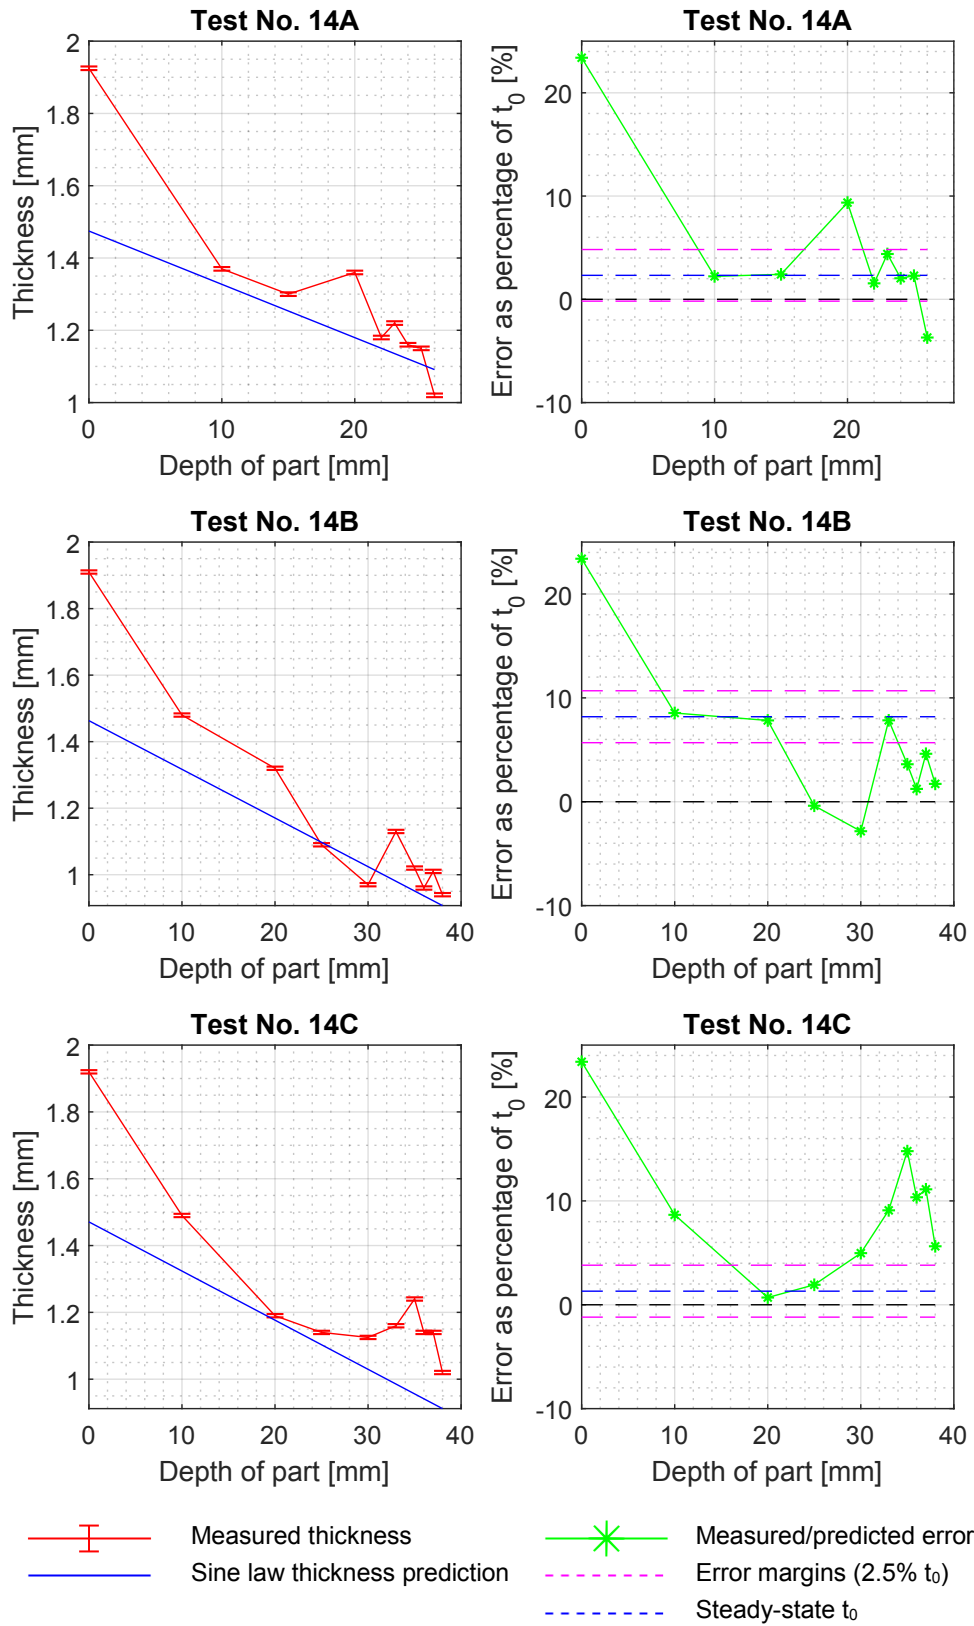 Test No. 14A
Thickness [mm]
2
1.8
1.6
1.4
1.2
1
0
10
20
Depth of part [mm]
Test No. 14A
Error as percentage of t0 [%]
20
10
0
-10
0
10
20
Depth of part [mm]
Test No. 14B
Thickness [mm]
2
1.8
1.6
1.4
1.2
1
0
10
20
30
40
Depth of part [mm]
Test No. 14B
Error as percentage of t0 [%]
20
10
0
-10
0
10
20
30
40
Depth of part [mm]
Test No. 14C
Thickness [mm]
2
1.8
1.6
1.4
1.2
1
0
10
20
30
40
Depth of part [mm]
Test No. 14C
Error as percentage of t0 [%]
20
10
0
-10
0
10
20
30
40
Depth of part [mm]
Measured thickness
Sine law thickness prediction
Measured/predicted error
Error margins (2.5% t0)
Steady-state t0